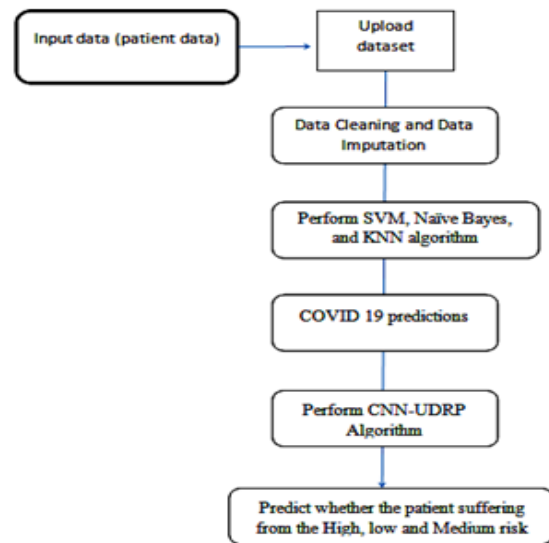 Input data (patient data)
Upload
dataset
Data Cleaning and Data
Imputation
Perform SVM, Naïve Bayes,
and KNN algorithm
COVID 19 predictions
Perform CNN-UDRP
Algorithm
Predict whether the patient suffering
from the High, low and Medium risk